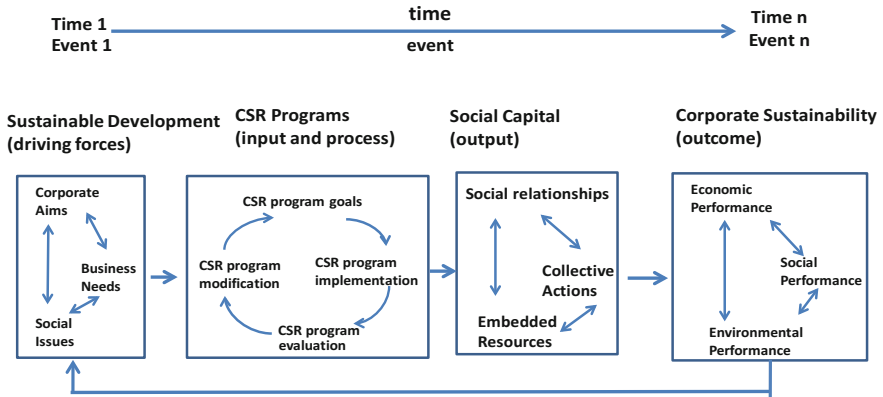 Time 1
Event 1
time
event
Time n
Event n
Sustainable Development
(driving forces)
CSR Programs
(input and process)
Social Capital
(output)
Corporate Sustainability
(outcome)
Corporate
Aims
Business
Needs
Social
Issues
CSR program goals
CSR program
implementation
CSR program
evaluation
CSR program
modification
Social relationships
Collective
Actions
Embedded
Resources
Economic
Performance
Social
Performance
Environmental
Performance